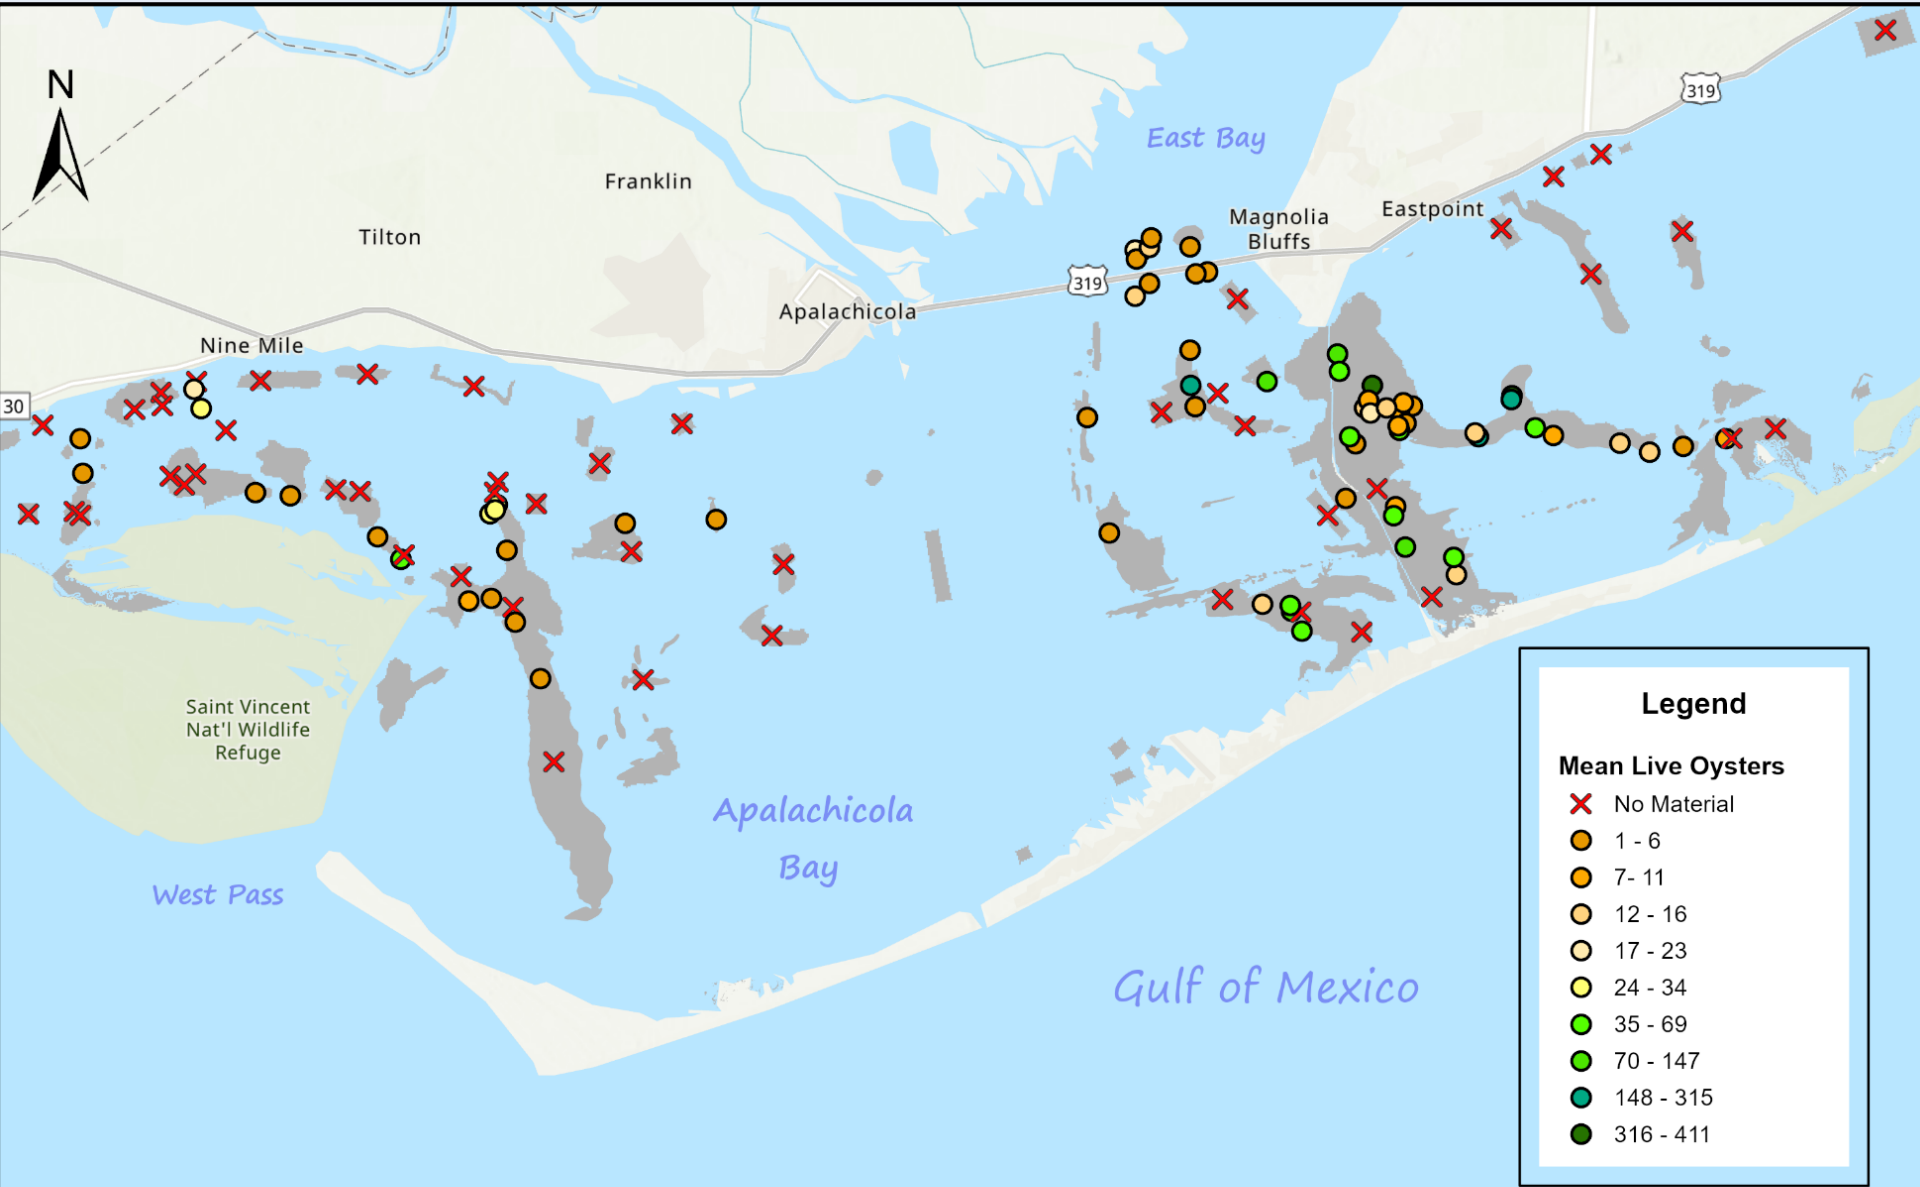 N
319
East Bay
Franklin
Magnolia
Bluffs
Eastpoint
Tilton
319
Apalachicola
Nine Mile
30
Saint Vincent
Nat'l Wildlife
Refuge
Apalachicola
Bay
West Pass
Gulf of Mexico
Legend
Mean Live Oysters
No Material
1 - 6
7- 11
12 - 16
17 - 23
24 - 34
35 - 69
70 - 147
148 - 315
316 - 411